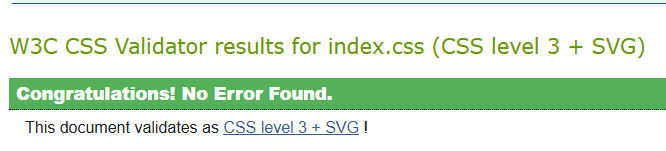 W3C CSS Validator results for index.css (CSS level 3 + SVG)
Congratulations! No Error Found.
This document validates as CSS level 3 + SVG !